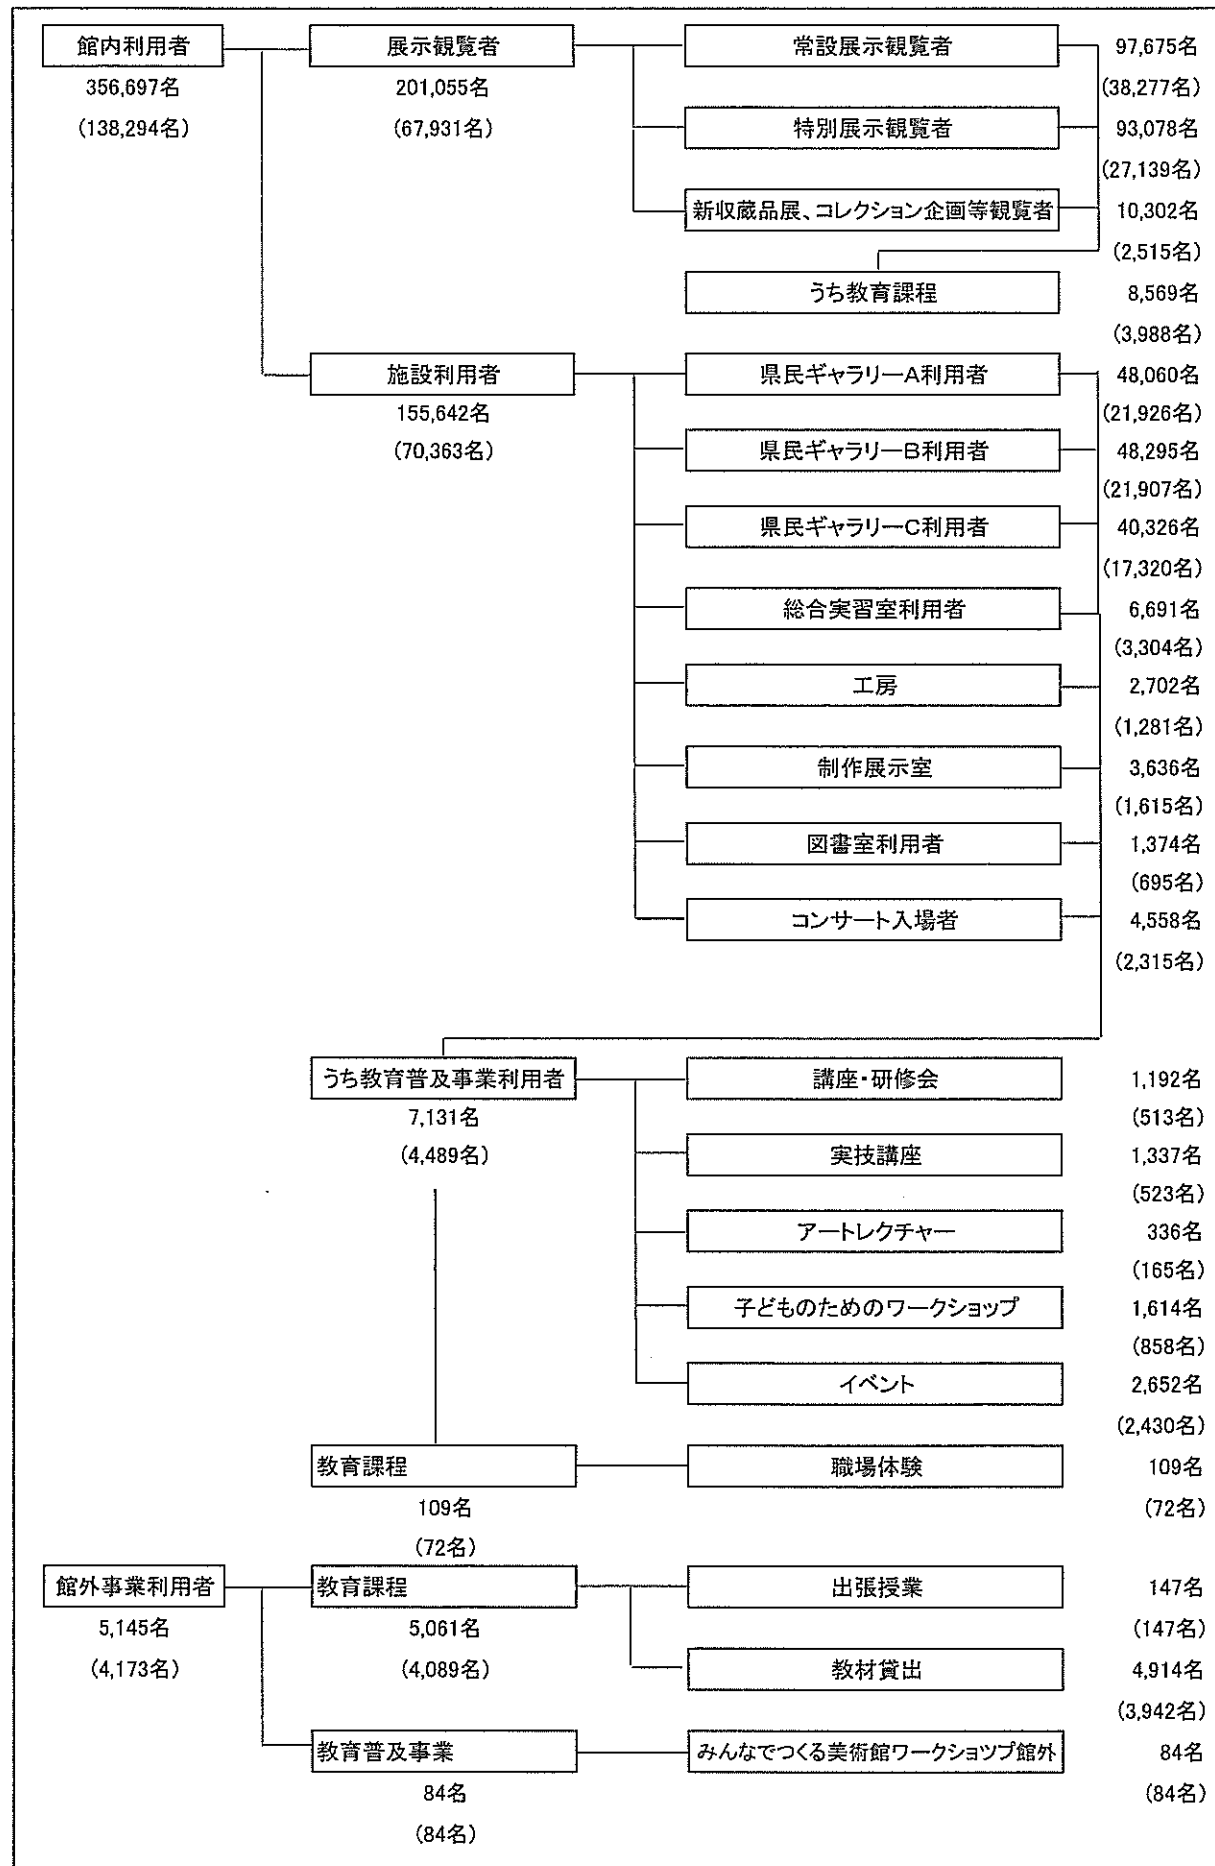 館内利用者 展示観覧者 常設展示観覧者 97,675名
356,697名 201,055名 (38,277名)
(138,294名) (67,931名) 特別展示観覧者 93,078名
(27,139名)
新収蔵品展、コレクション企画等観覧者 10,302名
(2,515名)
うち教育課程 8,569名
(3,988名)
施設利用者 県民ギャラリーA利用者 48,060名
155,642名 (21,926名)
(70,363名) 県民ギャラリーB利用者 48,295名
(21,907名)
県民ギャラリーC利用者 40,326名
(17,320名)
総合実習室利用者 6,691名
(3,304名)
工房 2,702名
(1,281名)
制作展示室 3,636名
(1,615名)
図書室利用者 1,374名
(695名)
コンサート入場者 4,558名
(2,315名)
うち教育普及事業利用者 講座・研修会 1,192名
7,131名 (513名)
(4,489名) 実技講座 1,337名
(523名)
アートレクチャー 336名
(165名)
子どものためのワークショップ 1,614名
(858名)
イベント 2,652名
(2,430名)
教育課程 職場体験 109名
109名 (72名)
(72名)
館外事業利用者 教育課程 出張授業 147名
5,145名 5,061名 (147名)
(4,173名) (4,089名) 教材貸出 4,914名
(3,942名)
教育普及事業 みんなでつくる美術館ワークショップ館外 84名
84名 (84名)
(84名)